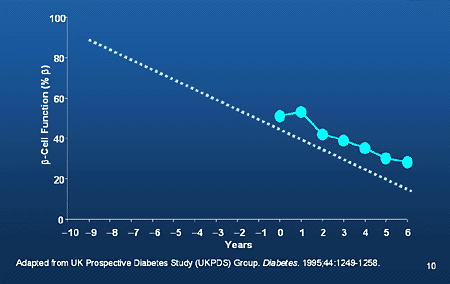 100
80
60
40
20
0
β-Cell Function (% β)
–10 –9 –8 –7 –6 –5 –4 –3 –2 –1 0 1 2 3 4 5 6
Years
Adapted from UK Prospective Diabetes Study (UKPDS) Group. Diabetes. 1995;44:1249-1258.
10